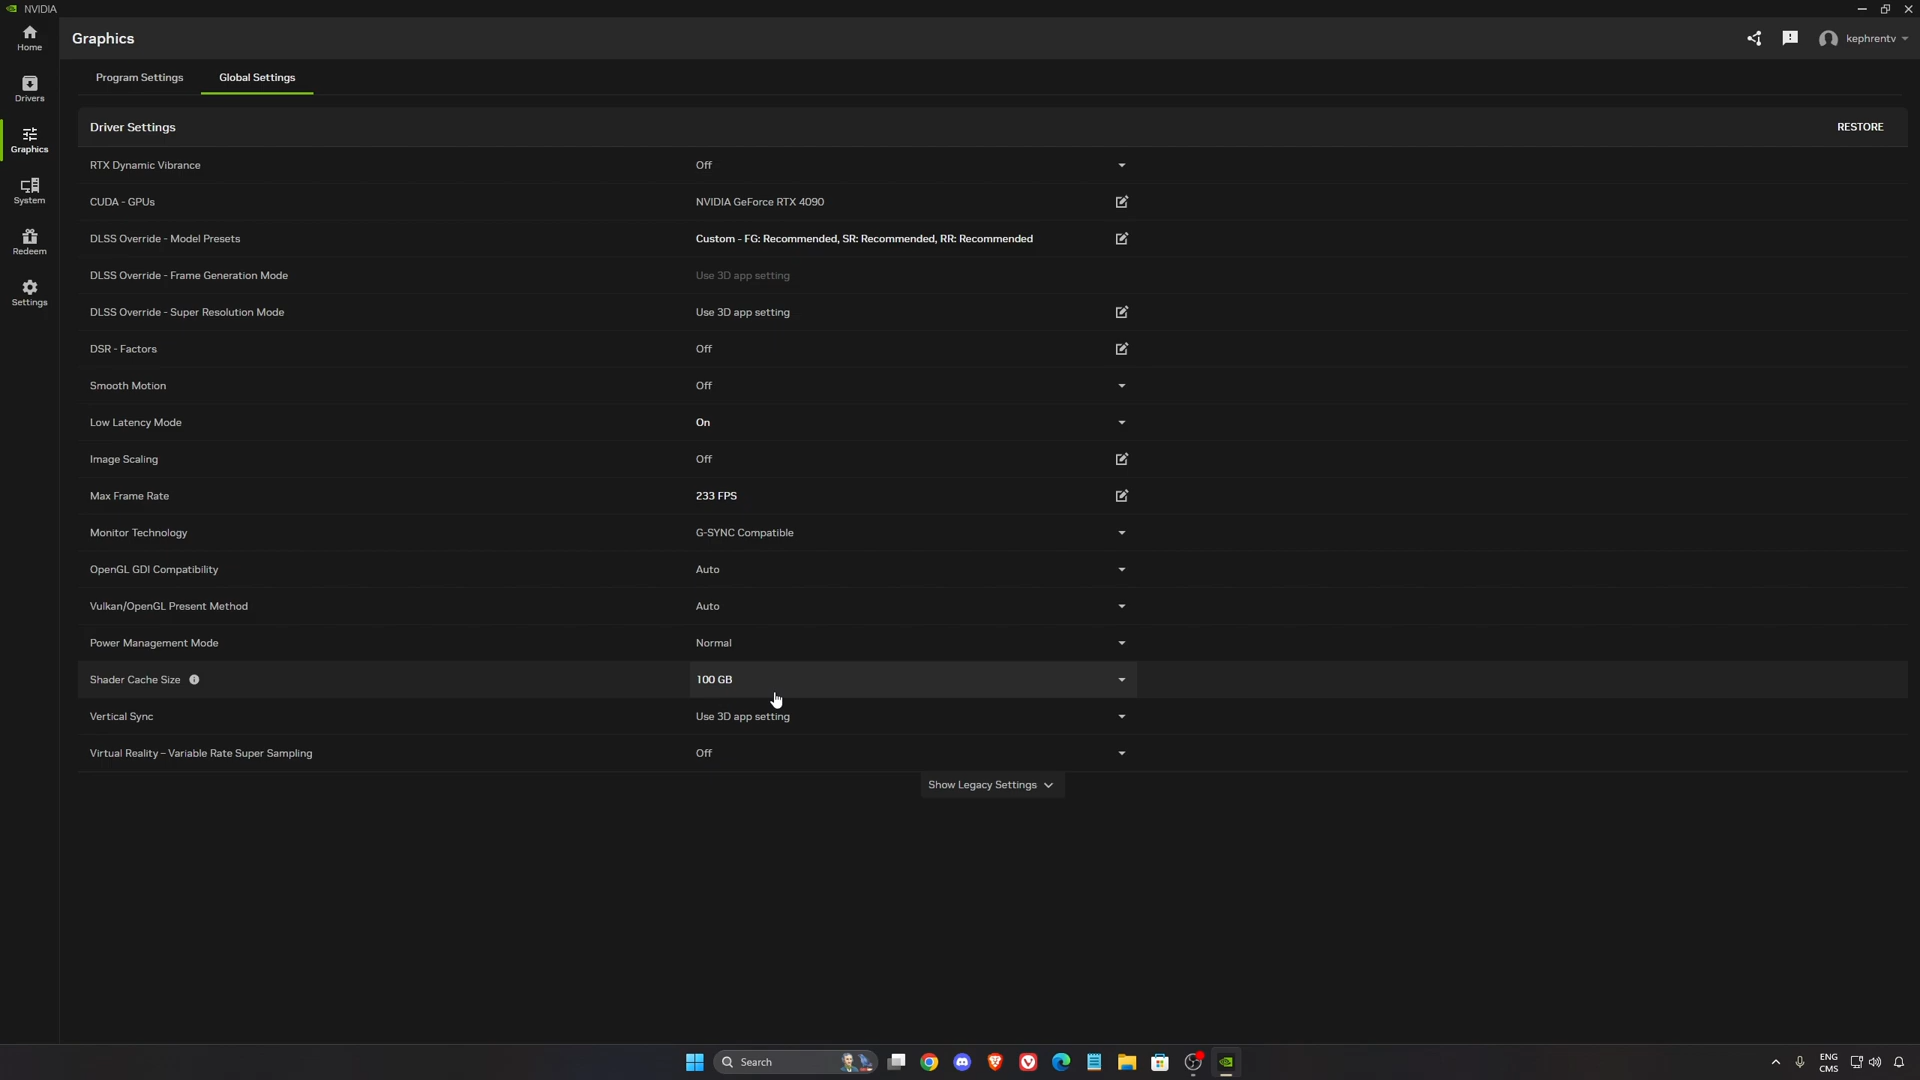 NVIDIA
Home
Graphics
kephrentv
Program Settings
Global Settings
Drivers
Driver Settings
RESTORE
Graphics
RTX Dynamic Vibrance
Off
CUDA - GPUs
NVIDIA GeForce RTX 4090
System
DLSS Override - Model Presets
Custom - FG: Recommended, SR: Recommended, RR: Recommended
Redeem
DLSS Override - Frame Generation Mode
Use 3D app setting
Settings
DLSS Override - Super Resolution Mode
Use 3D app setting
DSR - Factors
Off
Smooth Motion
Off
Low Latency Mode
On
Image Scaling
Off
Max Frame Rate
233 FPS
Monitor Technology
G-SYNC Compatible
OpenGL GDI Compatibility
Auto
Vulkan/OpenGL Present Method
Auto
Power Management Mode
Normal
Shader Cache Size
100 GB
Vertical Sync
Use 3D app setting
Virtual Reality – Variable Rate Super Sampling
Off
Show Legacy Settings
Search
ENG
CMS